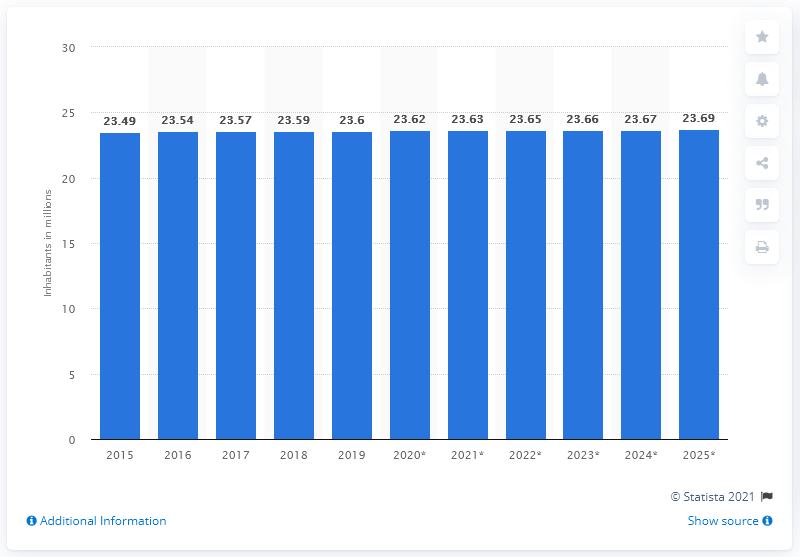 30
25
20
15
10
5
0
Inhabitants in millions
23.49 23.54 23.57 23.59 23.6 23.62 23.63 23.65 23.66 23.67 23.69
2015 2016 2017 2018 2019 2020* 2021* 2022* 2023* 2024* 2025*
© Statista 2021
Additional Information
Show source